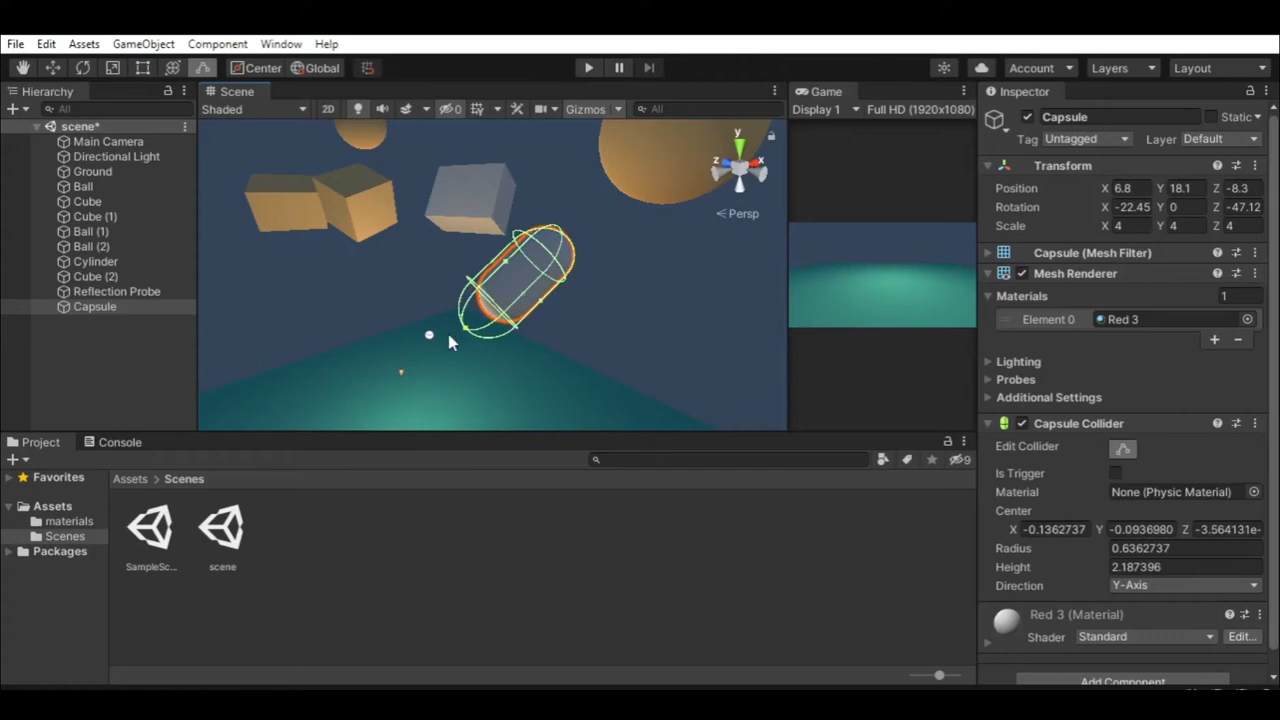 File Edit Assets GameObject Component Window Help
Center Global Account Layers Layout
Hierarchy
All
scene*
Main Camera
Directional Light
Ground
Ball
Cube
Cube (1)
Ball (1)
Ball (2)
Cylinder
Cube (2)
Reflection Probe
Capsule
Scene
Shaded 2D 0 Gizmos All
y
z x
Persp
Game
Display 1 Full HD (1920x1080)
Inspector
Capsule Static
Tag Untagged Layer Default
Transform
Position X 6.8 Y 18.1 Z -8.3
Rotation X -22.45 Y 0 Z -47.12
Scale X 4 Y 4 Z 4
Capsule (Mesh Filter)
Mesh Renderer
Materials 1
Element 0 Red 3
Lighting
Probes
Additional Settings
Capsule Collider
Edit Collider
Is Trigger
Material None (Physic Material)
Center
X -0.1362737 Y -0.0936980 Z -3.564131e-
Radius 0.6362737
Height 2.187396
Direction Y-Axis
Red 3 (Material)
Shader Standard Edit...
Add Component
Project Console
9
Favorites
Assets
materials
Scenes
Packages
Assets > Scenes
SampleSc... scene